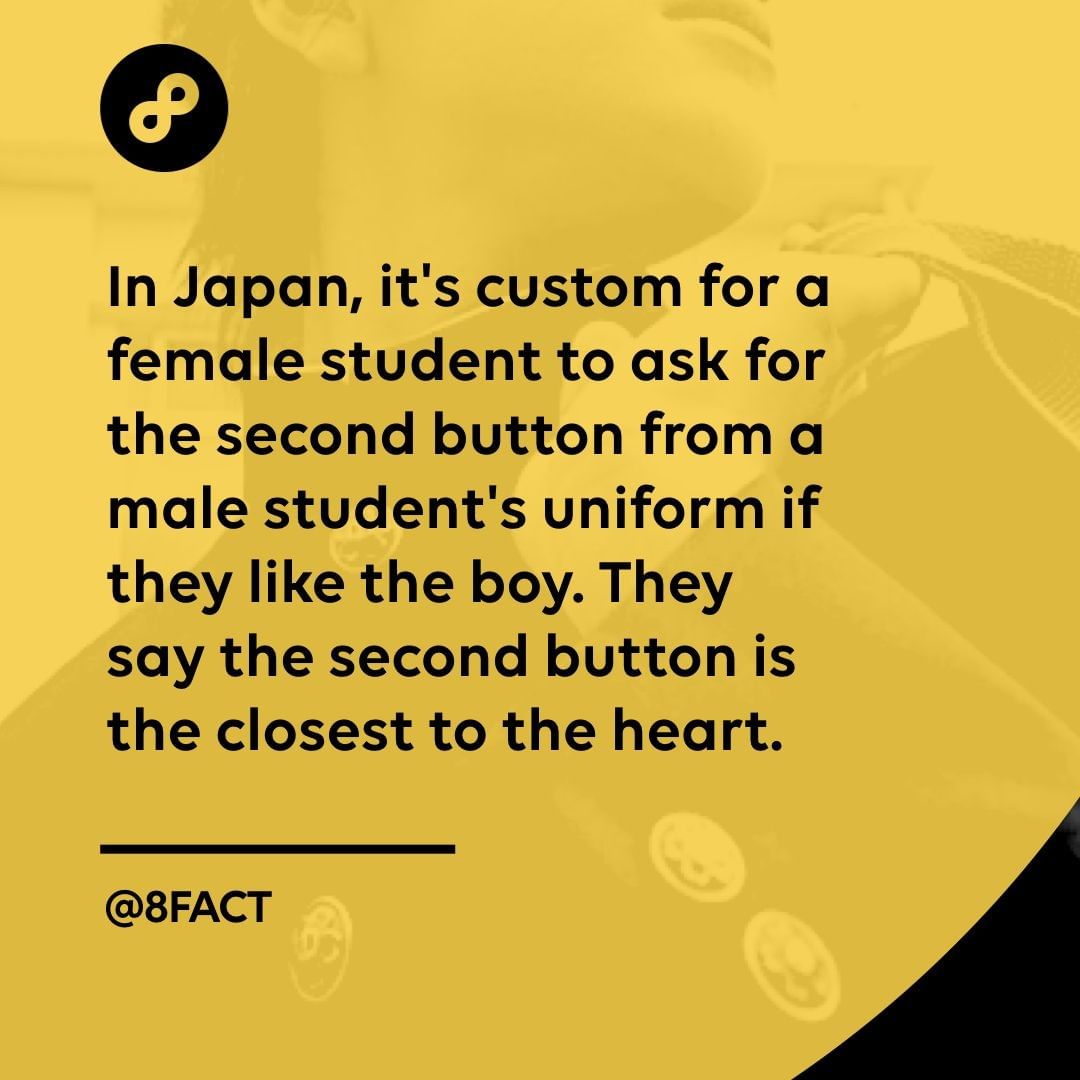 In Japan, it's custom for a
female student to ask for
the second button from a
male student's uniform if
they like the boy. They
say the second button is
the closest to the heart.
@8FACT